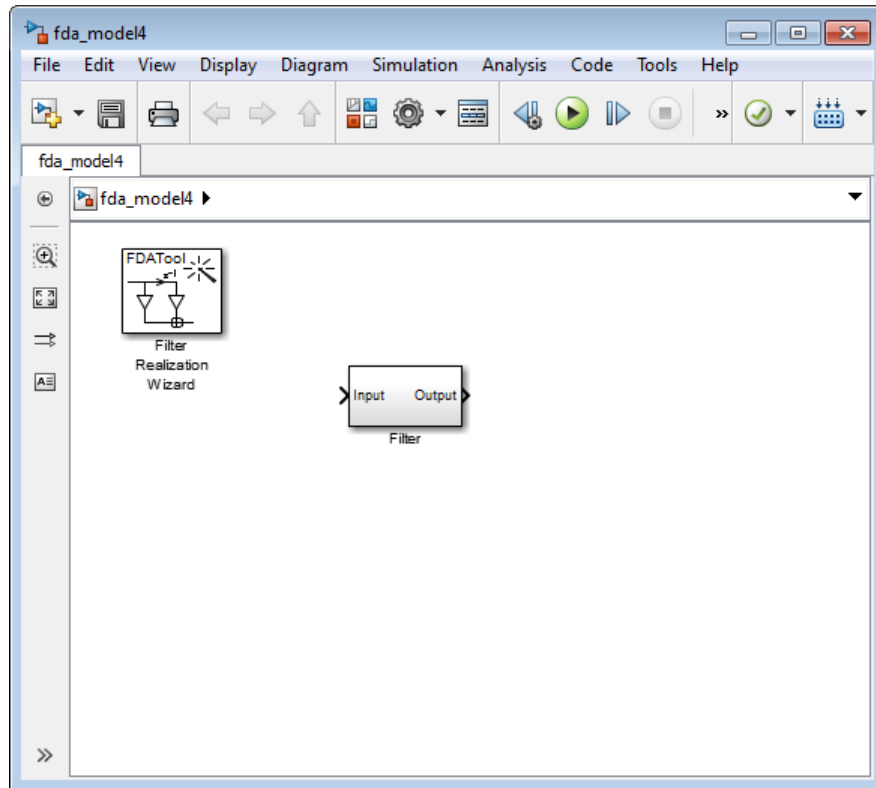 fda_model4
File Edit View Display Diagram Simulation Analysis Code Tools Help
»
fda_model4
fda_model4
FDATool
z-1
Filter
Realization
Wizard
Input Output
Filter
A
»